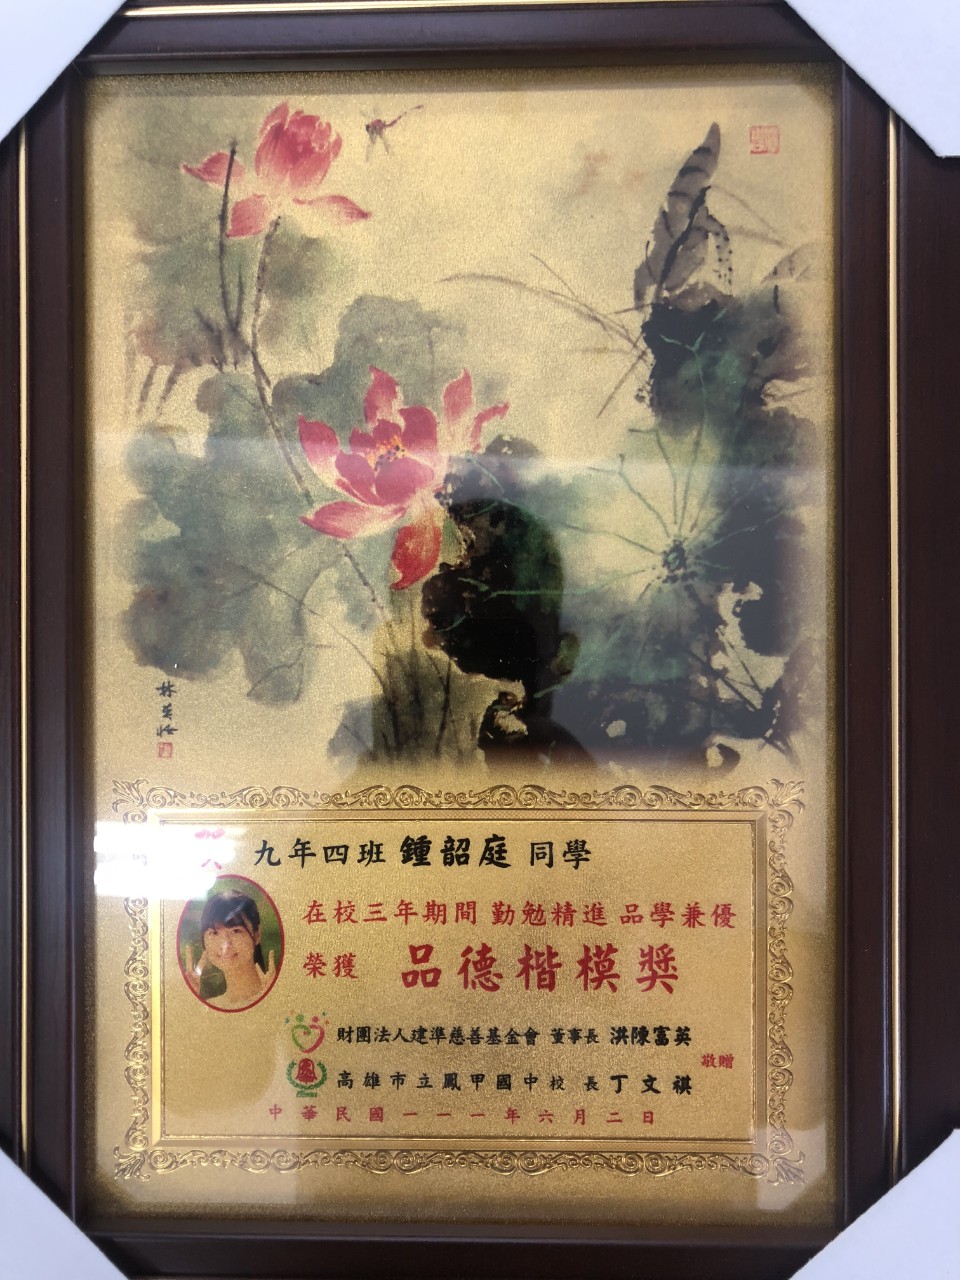 九年四班 鍾韶庭 同學
在校三年期間 勤勉精進 品學兼優
榮獲 品德楷模獎
財團法人建準慈善基金會 董事長 洪陳富英
敬贈
高雄市立鳳甲國中校 長 丁文祺
中華民國一一一年六月二日